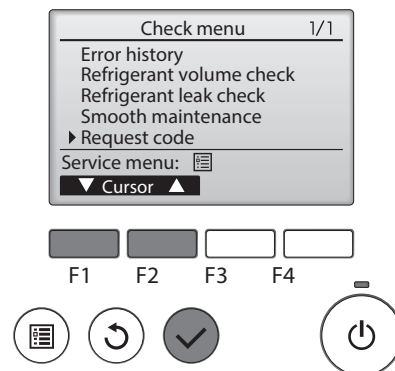 Check menu 1/1
Error history
Refrigerant volume check
Refrigerant leak check
Smooth maintenance
Request code
Service menu:
Cursor
F1 F2 F3 F4